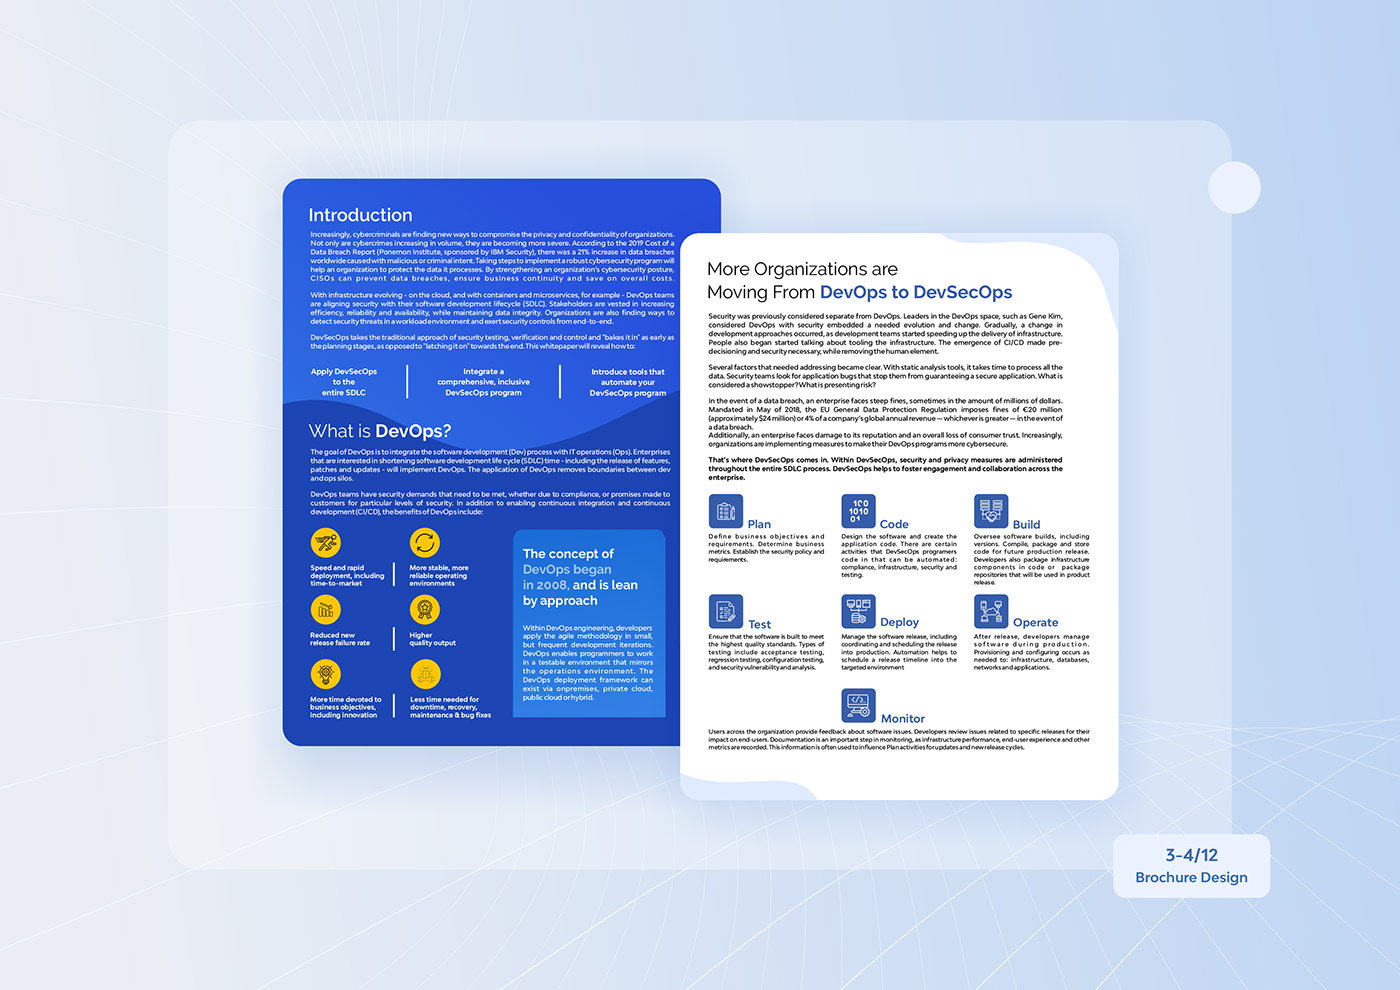 Introduction
Increasingly, cybercriminals are finding new ways to compromise the privacy and confidentiality of organizations.
Not only are cybercrimes increasing in volume, they are becoming more severe. According to the 2019 Cost of a
Data Breach Report (Ponemon Institute, sponsored by IBM Security), there was a 21% increase in data breaches
worldwide caused with malicious or criminal intent. Taking steps to implement a robust cybersecurity program will
help an organization to protect the data it processes. By strengthening an organization's cybersecurity posture,
CISOs can prevent data breaches, ensure business continuity and save on overall costs.
With infrastructure evolving - on the cloud, and with containers and microservices, for example - DevOps teams
are aligning security with their software development lifecycle (SDLC). Stakeholders are vested in increasing
efficiency, reliability and availability, while maintaining data integrity. Organizations are also finding ways to
detect security threats in a workload environment and exert security controls from end-to-end.
DevSecOps takes the traditional approach of security testing, verification and control and "bakes it in" as early as
the planning stages, as opposed to "latching it on" towards the end. This whitepaper will reveal how to:
Apply DevSecOps
to the
entire SDLC
Integrate a
comprehensive, inclusive
DevSecOps program
Introduce tools that
automate your
DevSecOps program
What is DevOps?
The goal of DevOps is to integrate the software development (Dev) process with IT operations (Ops). Enterprises
that are interested in shortening software development life cycle (SDLC) time - including the release of features,
patches and updates - will implement DevOps. The application of DevOps removes boundaries between dev
and ops silos.
DevOps teams have security demands that need to be met, whether due to compliance, or promises made to
customers for particular levels of security. In addition to enabling continuous integration and continuous
development (CI/CD), the benefits of DevOps include:
Speed and rapid
deployment, including
time-to-market
More stable, more
reliable operating
environments
Reduced new
release failure rate
Higher
quality output
More time devoted to
business objectives,
including innovation
Less time needed for
downtime, recovery,
maintenance & bug fixes
The concept of
DevOps began
in 2008, and is lean
by approach
Within DevOps engineering, developers
apply the agile methodology in small,
but frequent development iterations.
DevOps enables programmers to work
in a testable environment that mirrors
the operations environment. The
DevOps deployment framework can
exist via onpremises, private cloud,
public cloud or hybrid.
More Organizations are
Moving From DevOps to DevSecOps
Security was previously considered separate from DevOps. Leaders in the DevOps space, such as Gene Kim,
considered DevOps with security embedded a needed evolution and change. Gradually, a change in
development approaches occurred, as development teams started speeding up the delivery of infrastructure.
People also began started talking about tooling the infrastructure. The emergence of CI/CD made pre-
decisioning and security necessary, while removing the human element.
Several factors that needed addressing became clear. With static analysis tools, it takes time to process all the
data. Security teams look for application bugs that stop them from guaranteeing a secure application. What is
considered a showstopper? What is presenting risk?
In the event of a data breach, an enterprise faces steep fines, sometimes in the amount of millions of dollars.
Mandated in May of 2018, the EU General Data Protection Regulation imposes fines of €20 million
(approximately $24 million) or 4% of a company's global annual revenue — whichever is greater — in the event of
a data breach.
Additionally, an enterprise faces damage to its reputation and an overall loss of consumer trust. Increasingly,
organizations are implementing measures to make their DevOps programs more cybersecure.
That's where DevSecOps comes in. Within DevSecOps, security and privacy measures are administered
throughout the entire SDLC process. DevSecOps helps to foster engagement and collaboration across the
enterprise.
Plan
Define business objectives and
requirements. Determine business
metrics. Establish the security policy and
requirements.
Code
Design the software and create the
application code. There are certain
activities that DevSecOps programers
code in that can be automated:
compliance, infrastructure, security and
testing.
Build
Oversee software builds, including
versions. Compile, package and store
code for future production release.
Developers also package infrastructure
components in code or package
repositories that will be used in product
release.
Test
Ensure that the software is built to meet
the highest quality standards. Types of
testing include acceptance testing,
regression testing, configuration testing,
and security vulnerability and analysis.
Deploy
Manage the software release, including
coordinating and scheduling the release
into production. Automation helps to
schedule a release timeline into the
targeted environment
Operate
After release, developers manage
software during production.
Provisioning and configuring occurs as
needed to: infrastructure, databases,
networks and applications.
Monitor
Users across the organization provide feedback about software issues. Developers review issues related to specific releases for their
impact on end-users. Documentation is an important step in monitoring, as infrastructure performance, end-user experience and other
metrics are recorded. This information is often used to influence Plan activities for updates and new release cycles.
3-4/12
Brochure Design